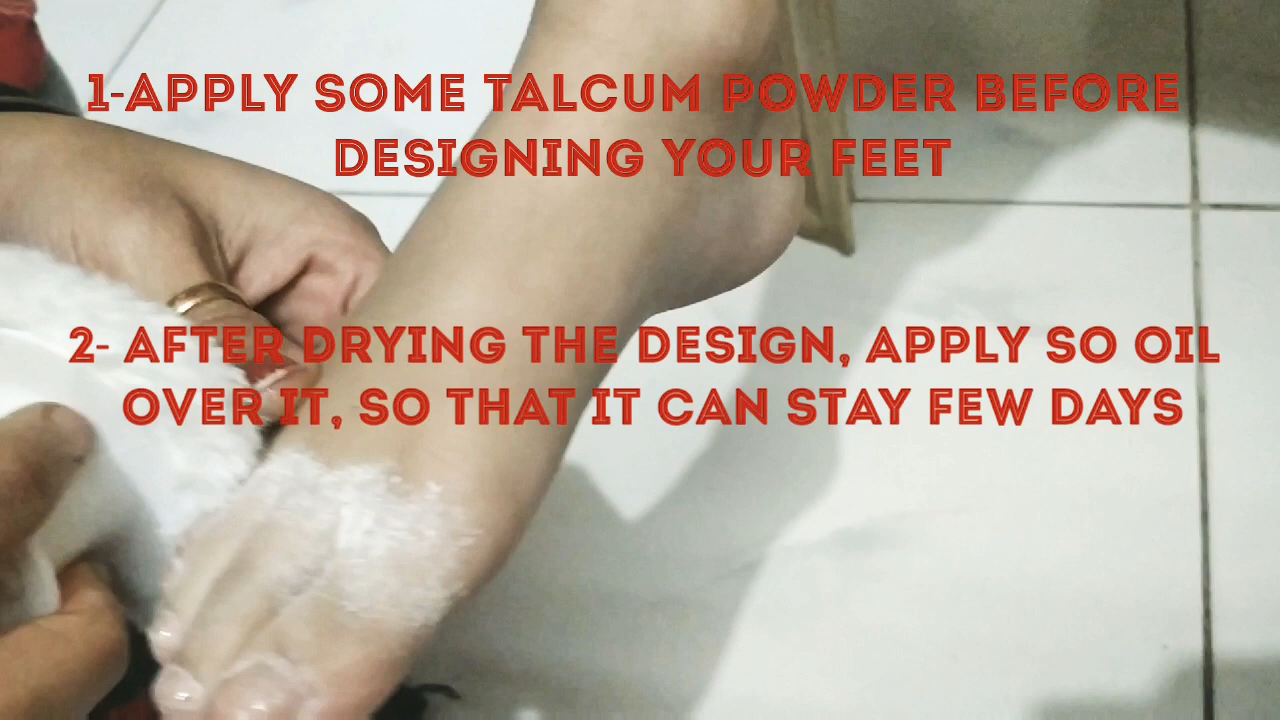 1-APPLY SOME TALCUM POWDER BEFORE
DESIGNING YOUR FEET
2- AFTER DRYING THE DESIGN, APPLY SO OIL
OVER IT, SO THAT IT CAN STAY FEW DAYS